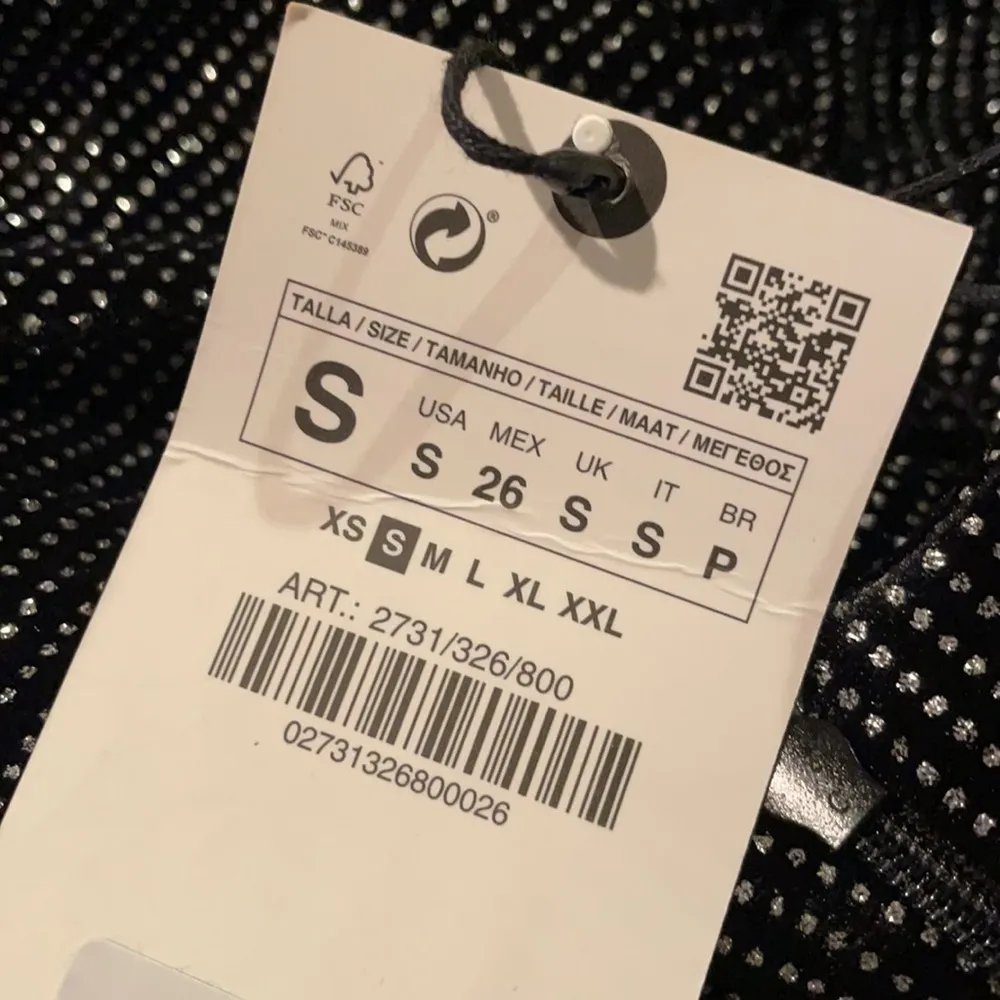 FSC
MIX
FSC™ C145389
®
TALLA / SIZE / TAMANHO / TAILLE / MAAT / ΜΕΓΕΘΟΣ
S
USA MEX UK IT BR
S 26 S S P
XS S M L XL XXL
ART.: 2731/326/800
02731326800026